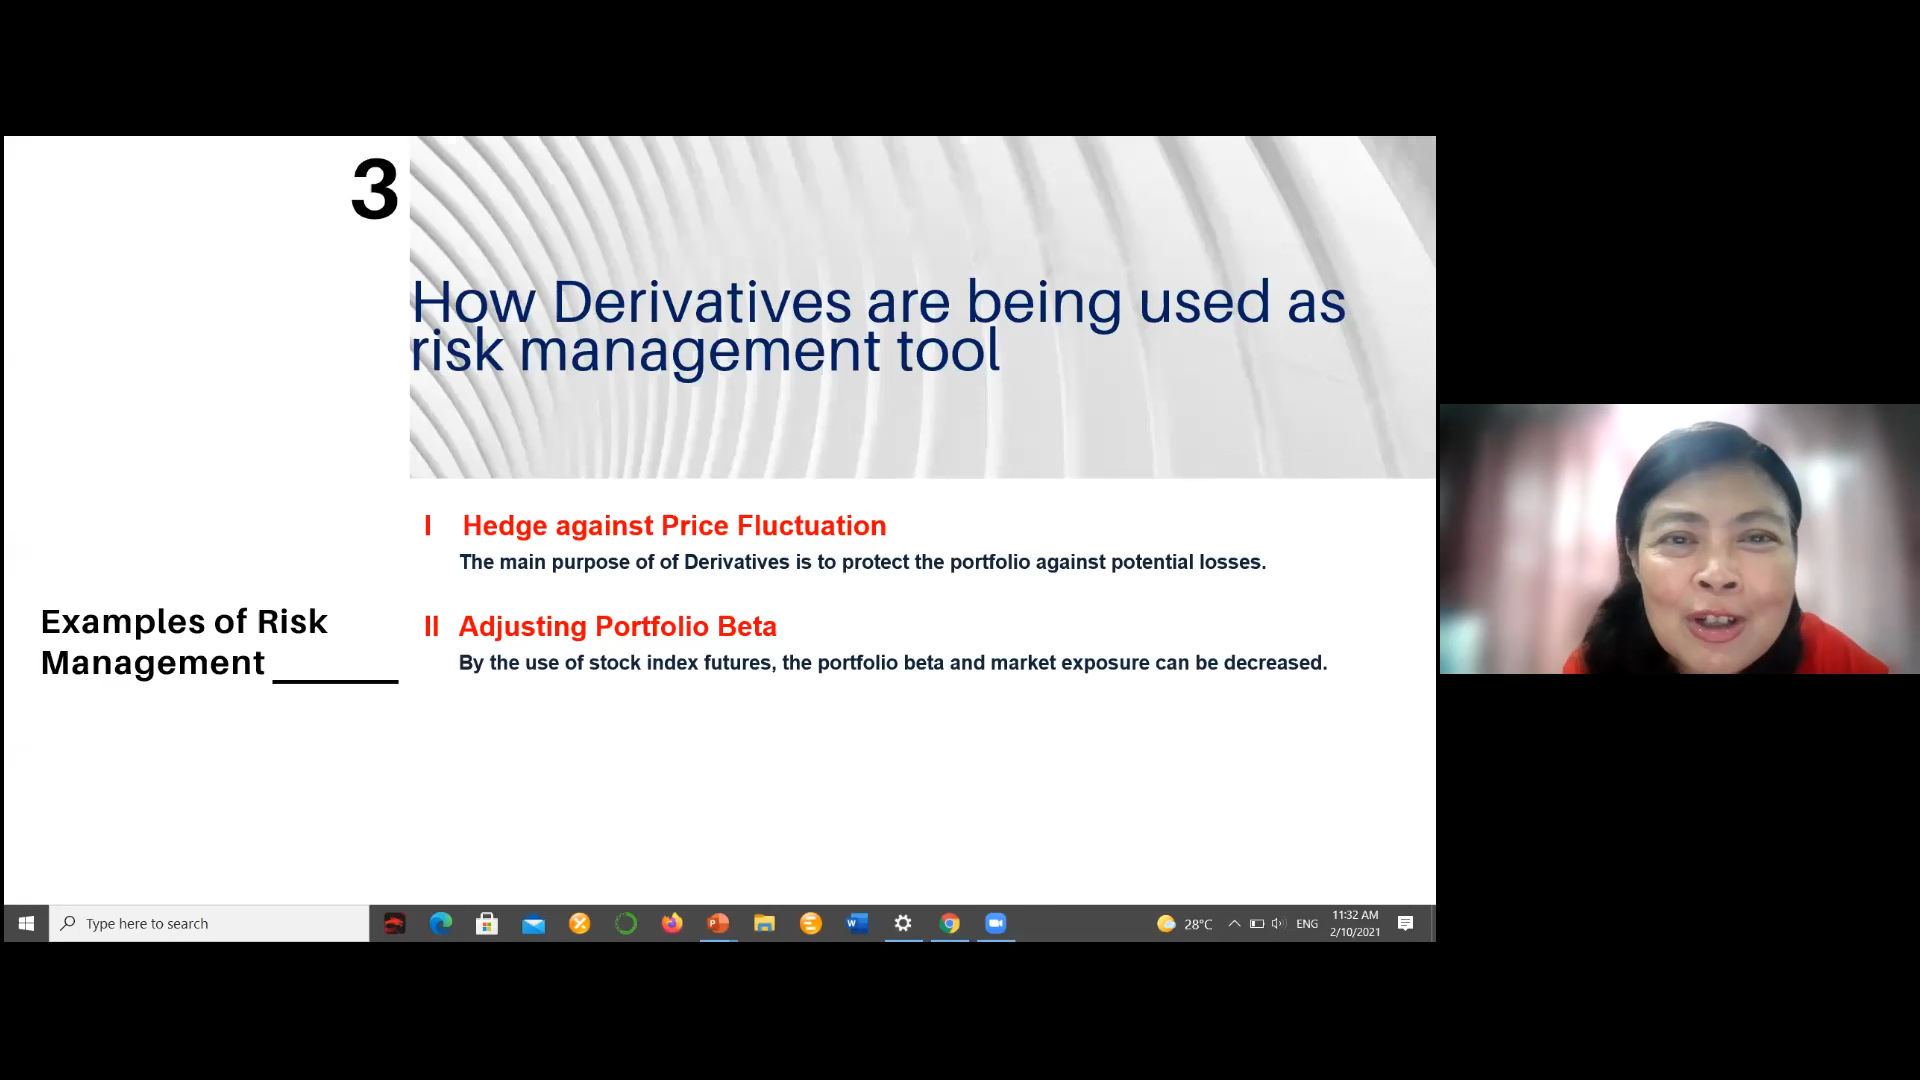 3
How Derivatives are being used as
risk management tool
I Hedge against Price Fluctuation
The main purpose of of Derivatives is to protect the portfolio against potential losses.
Examples of Risk
Management
II Adjusting Portfolio Beta
By the use of stock index futures, the portfolio beta and market exposure can be decreased.
Type here to search
28°C
ENG
11:32 AM
2/10/2021